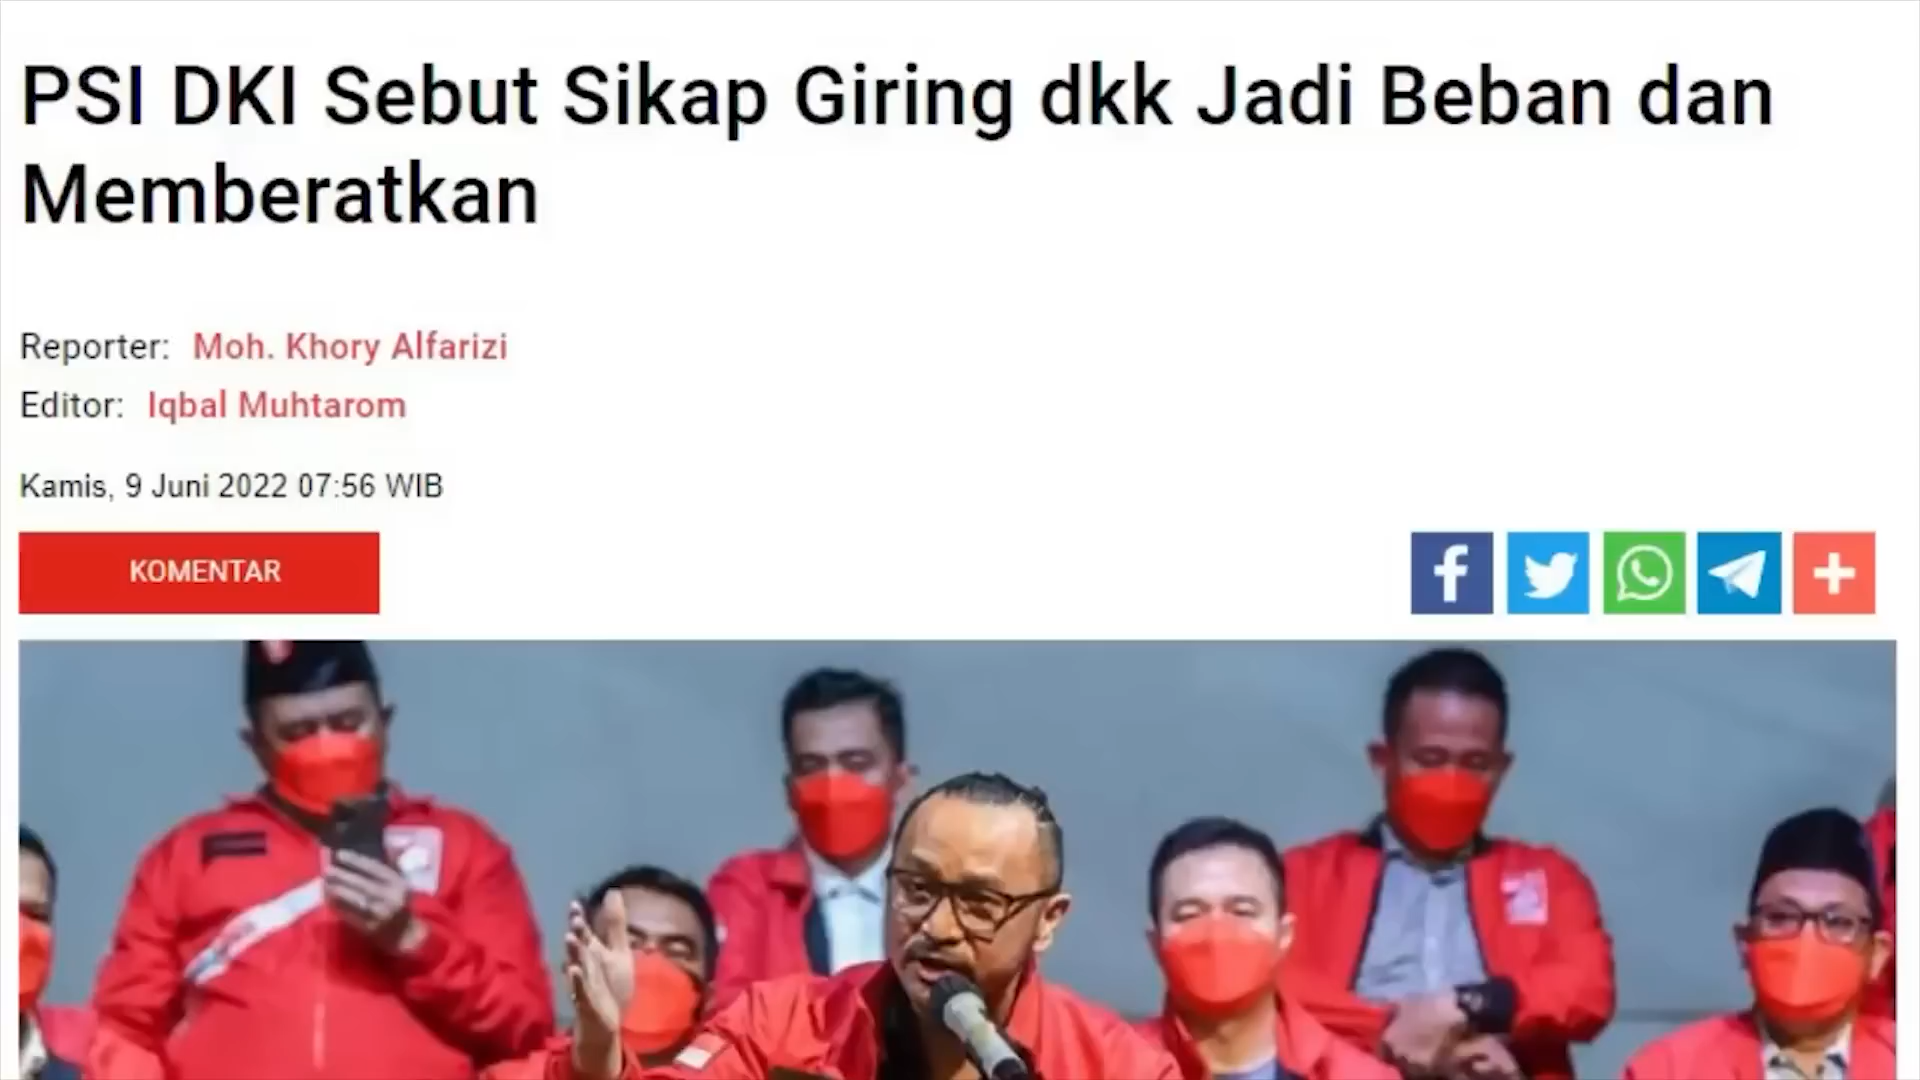 PSI DKI Sebut Sikap Giring dkk Jadi Beban dan
Memberatkan
Reporter: Moh. Khory Alfarizi
Editor: Iqbal Muhtarom
Kamis, 9 Juni 2022 07:56 WIB
KOMENTAR